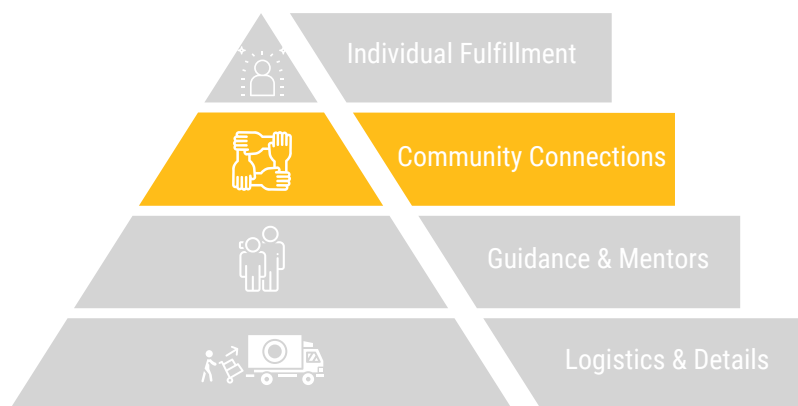 Individual Fulfillment
Community Connections
Guidance & Mentors
Logistics & Details